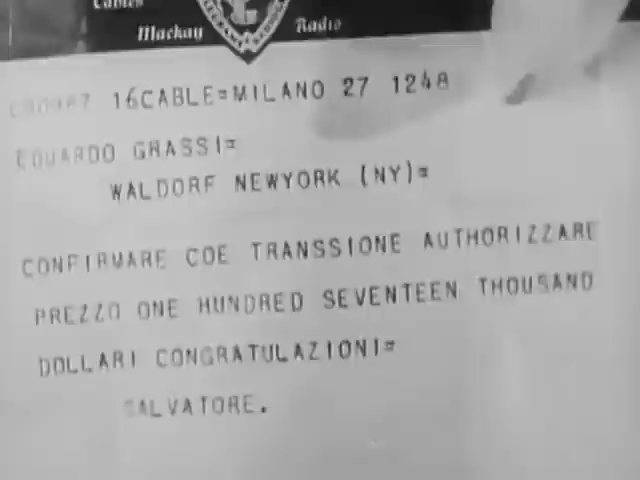 Cables
Mackay Radio
16CABLE=MILANO 27 1248
EDUARDO GRASSI=
WALDORF NEWYORK (NY)=
CONFIRMARE COE TRANSSIONE AUTHORIZZARE
PREZZO ONE HUNDRED SEVENTEEN THOUSAND
DOLLARI CONGRATULAZIONI=
SALVATORE.